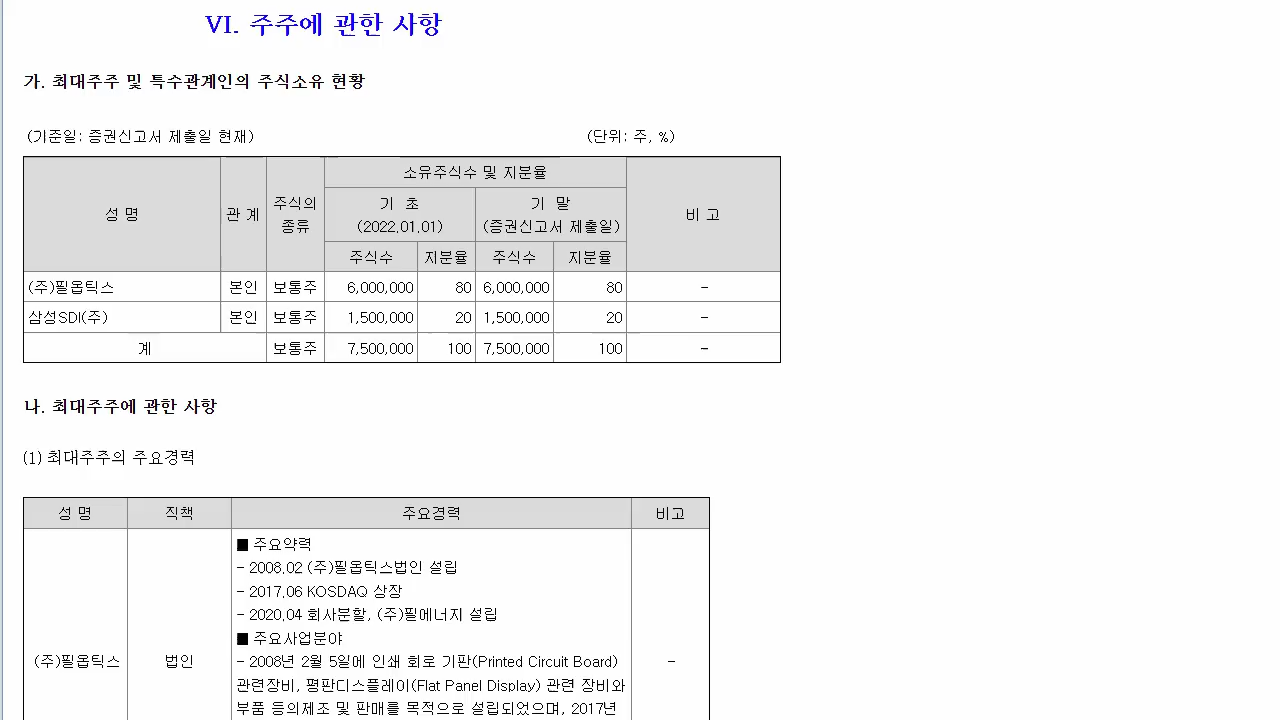 VI. 주주에 관한 사항
가. 최대주주 및 특수관계인의 주식소유 현황
(기준일: 증권신고서 제출일 현재) (단위: 주, %)
성 명 관 계 주식의 종류 소유주식수 및 지분율 비 고
기 초 (2022.01.01) 기 말 (증권신고서 제출일)
주식수 지분율 주식수 지분율
(주)필옵틱스 본인 보통주 6,000,000 80 6,000,000 80 -
삼성SDI(주) 본인 보통주 1,500,000 20 1,500,000 20 -
계 보통주 7,500,000 100 7,500,000 100 -
나. 최대주주에 관한 사항
(1) 최대주주의 주요경력
성 명 직책 주요경력 비고
(주)필옵틱스 법인
■ 주요약력
- 2008.02 (주)필옵틱스법인 설립
- 2017.06 KOSDAQ 상장
- 2020.04 회사분할, (주)필에너지 설립
■ 주요사업분야
- 2008년 2월 5일에 인쇄 회로 기판(Printed Circuit Board)
관련장비, 평판디스플레이(Flat Panel Display) 관련 장비와
부품 등의제조 및 판매를 목적으로 설립되었으며, 2017년
-